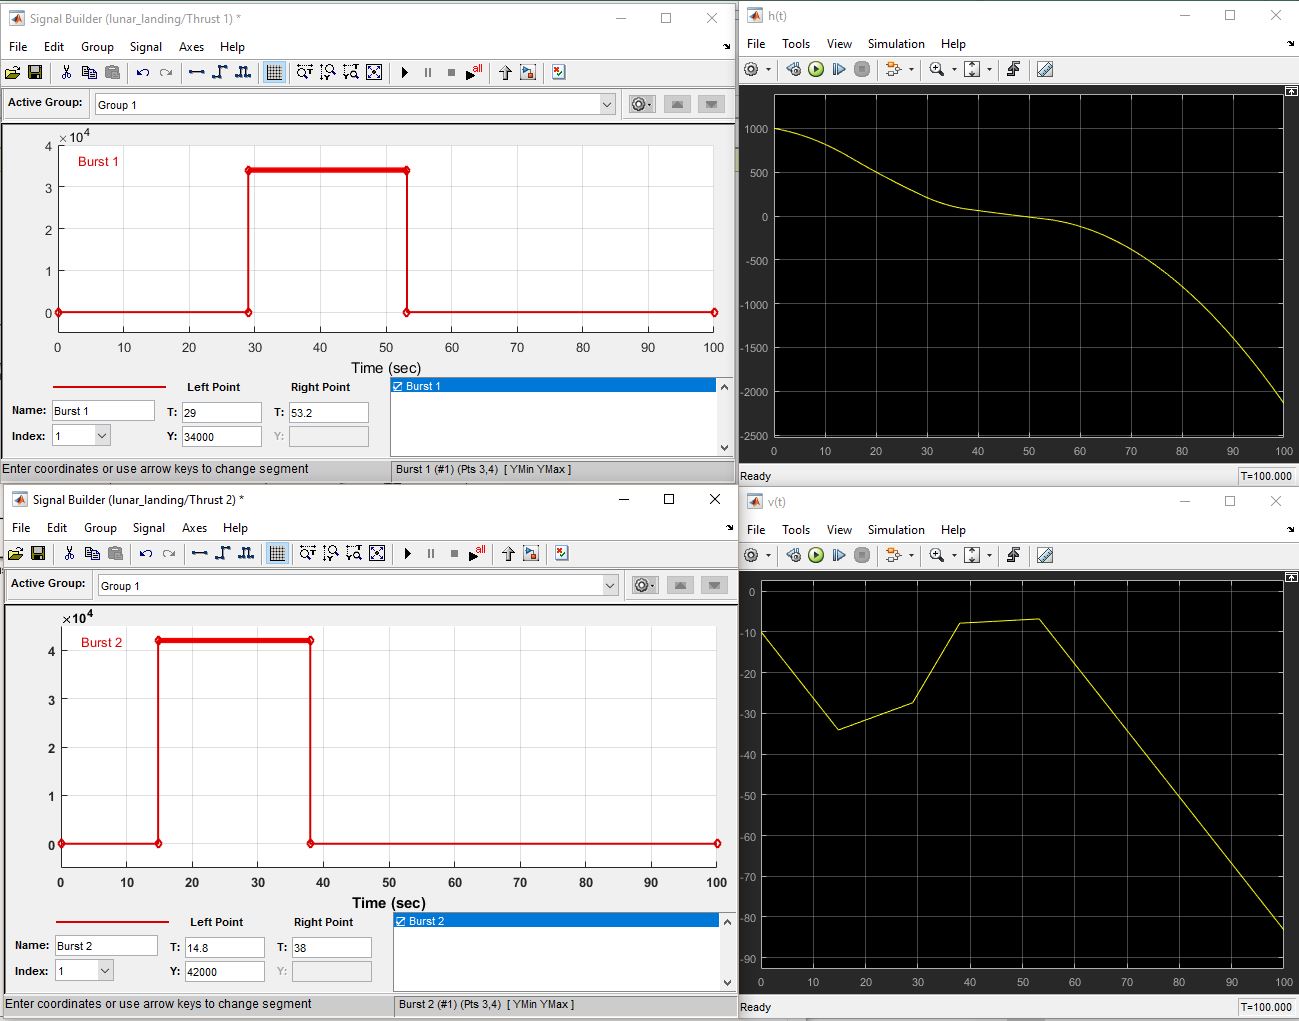 Signal Builder (lunar_landing/Thrust 1) *
File Edit Group Signal Axes Help
all
Active Group: Group 1
×10^4
Burst 1
4
3
2
1
0
0 10 20 30 40 50 60 70 80 90 100
Time (sec)
Left Point Right Point
Name: Burst 1 T: 29 T: 53.2
Index: 1 Y: 34000 Y:
Burst 1
Enter coordinates or use arrow keys to change segment
Burst 1 (#1) (Pts 3,4) [ YMin YMax ]
h(t)
File Tools View Simulation Help
1000
500
0
-500
-1000
-1500
-2000
-2500
0 10 20 30 40 50 60 70 80 90 100
Ready T=100.000
Signal Builder (lunar_landing/Thrust 2) *
File Edit Group Signal Axes Help
all
Active Group: Group 1
×10^4
Burst 2
4
3
2
1
0
0 10 20 30 40 50 60 70 80 90 100
Time (sec)
Left Point Right Point
Name: Burst 2 T: 14.8 T: 38
Index: 1 Y: 42000 Y:
Burst 2
Enter coordinates or use arrow keys to change segment
Burst 2 (#1) (Pts 3,4) [ YMin YMax ]
v(t)
File Tools View Simulation Help
0
-10
-20
-30
-40
-50
-60
-70
-80
-90
0 10 20 30 40 50 60 70 80 90 100
Ready T=100.000